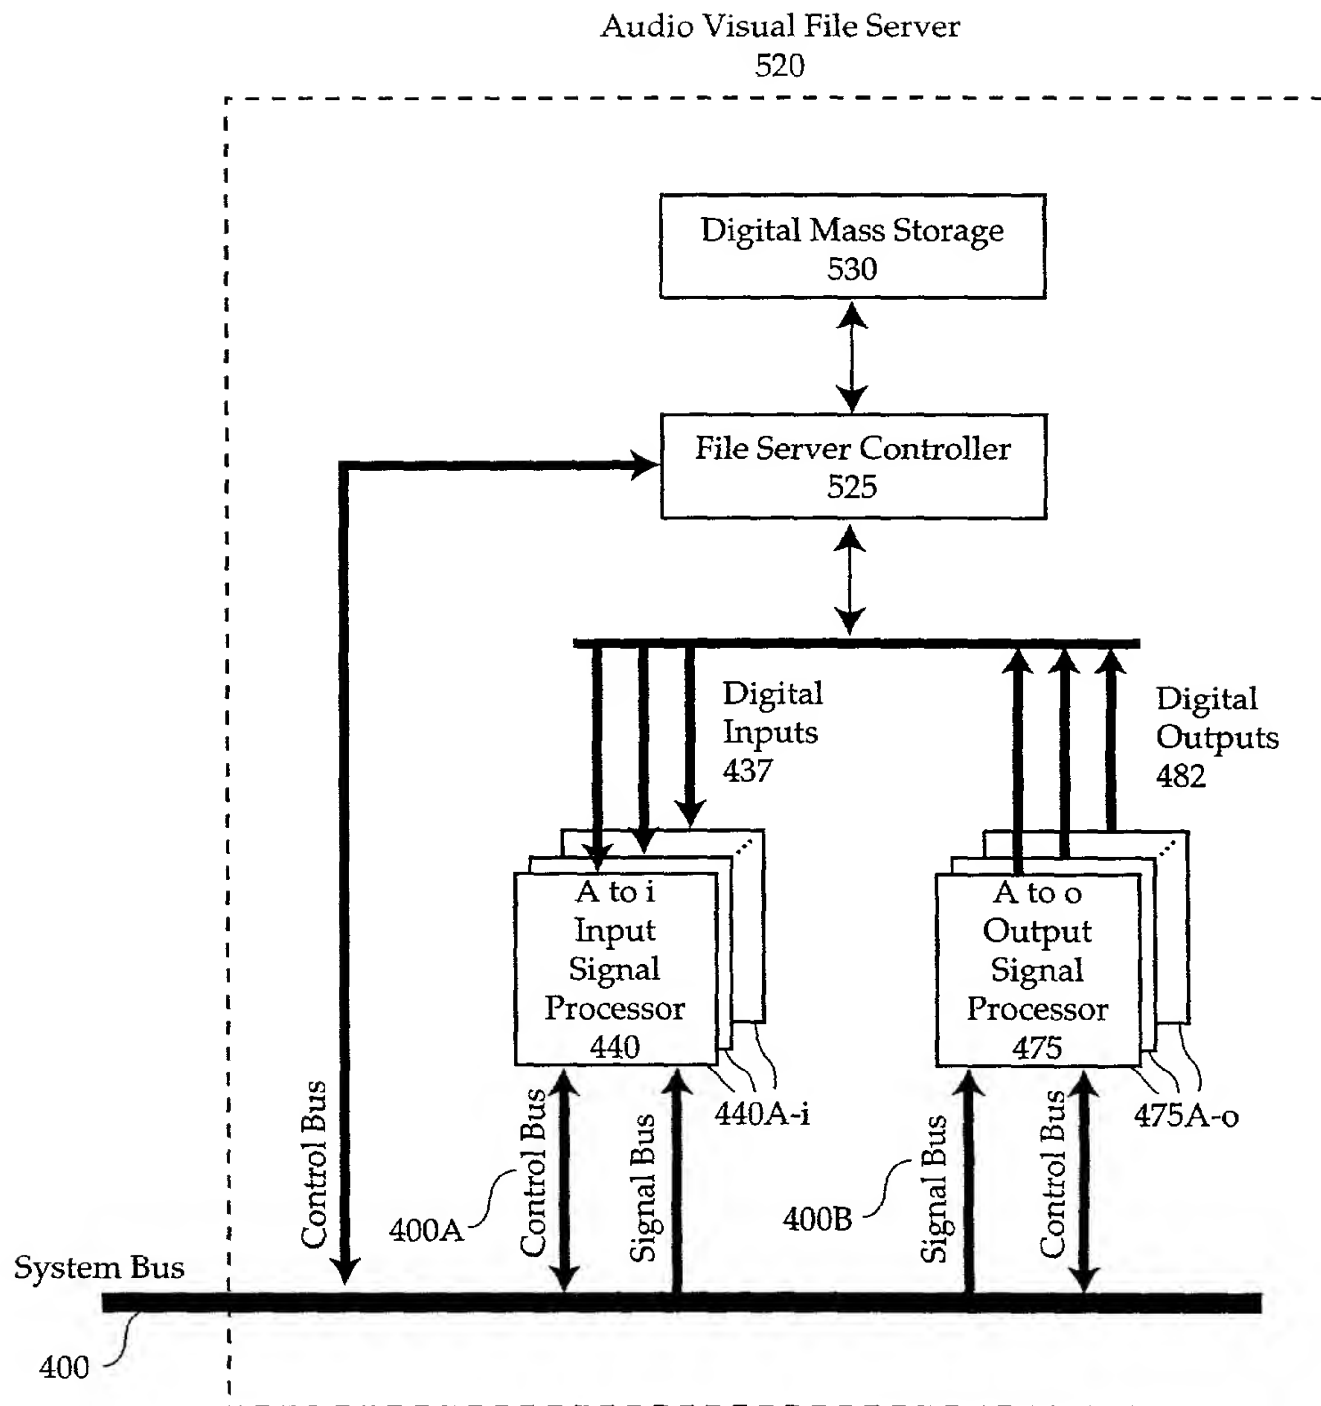 Audio Visual File Server
520
Digital Mass Storage
530
File Server Controller
525
Digital
Inputs
437
Digital
Outputs
482
A to i
Input
Signal
Processor
440
A to o
Output
Signal
Processor
475
440A-i
475A-o
Control Bus
400A
Control Bus
Signal Bus
400B
Signal Bus
Control Bus
System Bus
400